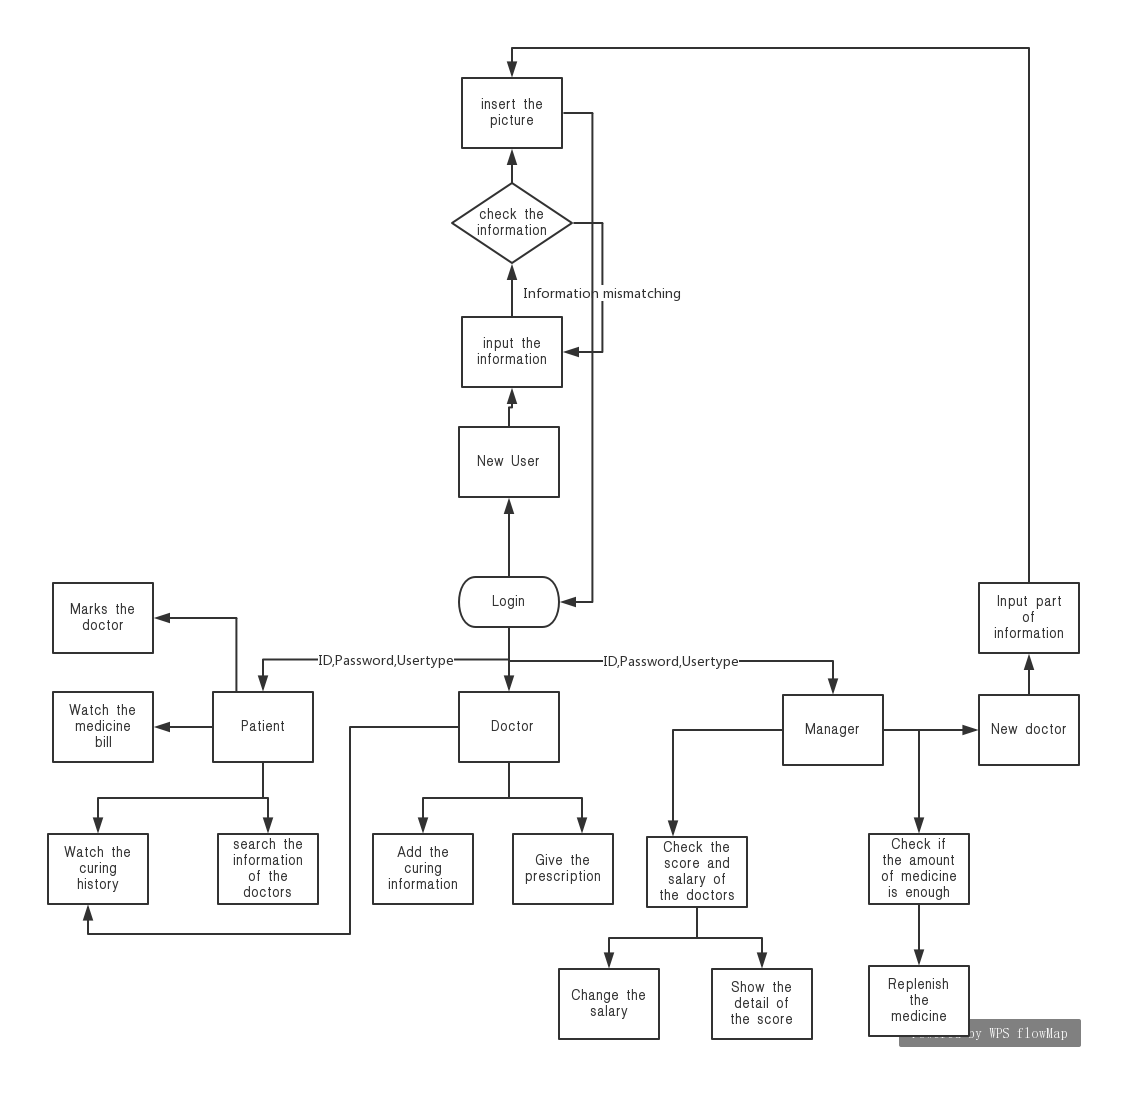 insert the
picture
check the
information
Information mismatching
input the
information
New User
Login
Marks the
doctor
Input part
of
information
ID,Password,Usertype
ID,Password,Usertype
Watch the
medicine
bill
Patient
Doctor
Manager
New doctor
Watch the
curing
history
search the
information
of the
doctors
Add the
curing
information
Give the
prescription
Check the
score and
salary of
the doctors
Check if
the amount
of medicine
is enough
Change the
salary
Show the
detail of
the score
Replenish
the
medicine
by WPS flowMap